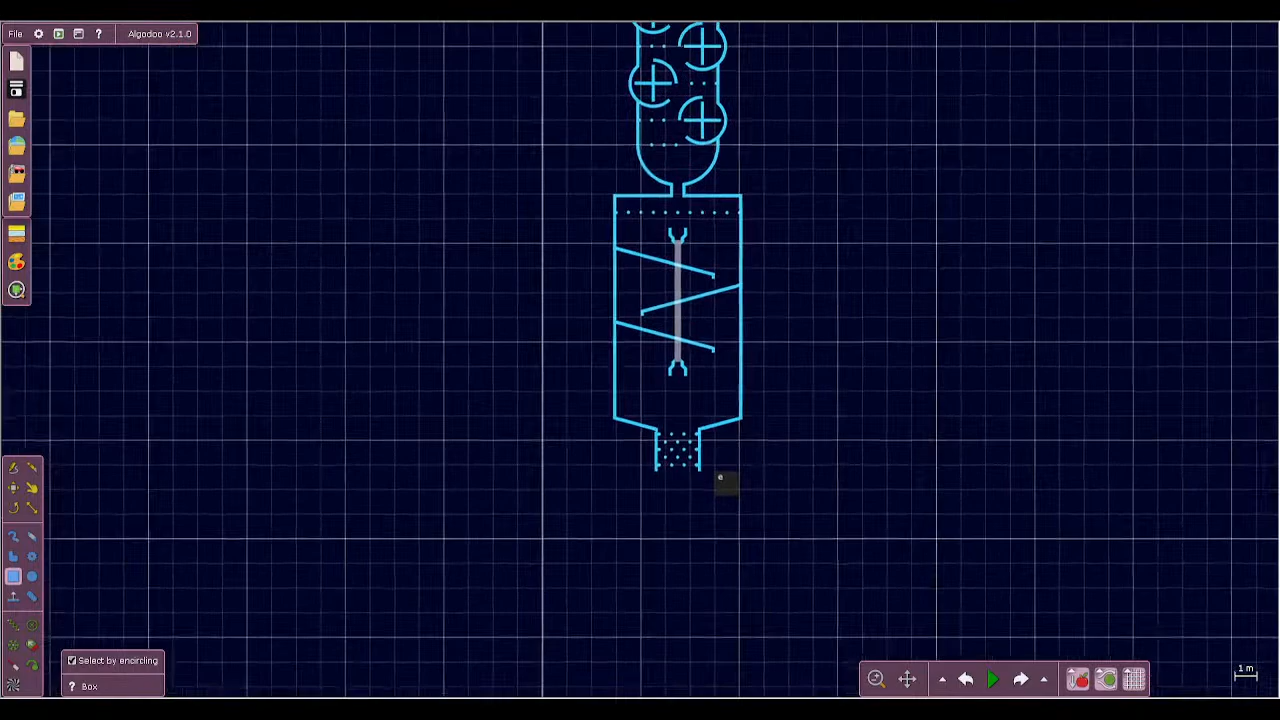 File ? Algodoo v2.1.0
e
Select by encircling
? Box
1 m